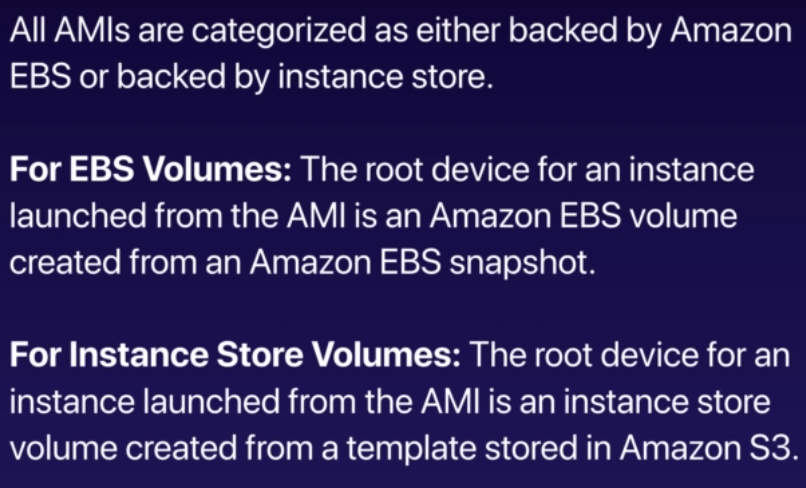 All AMIs are categorized as either backed by Amazon
EBS or backed by instance store.
For EBS Volumes: The root device for an instance
launched from the AMI is an Amazon EBS volume
created from an Amazon EBS snapshot.
For Instance Store Volumes: The root device for an
instance launched from the AMI is an instance store
volume created from a template stored in Amazon S3.